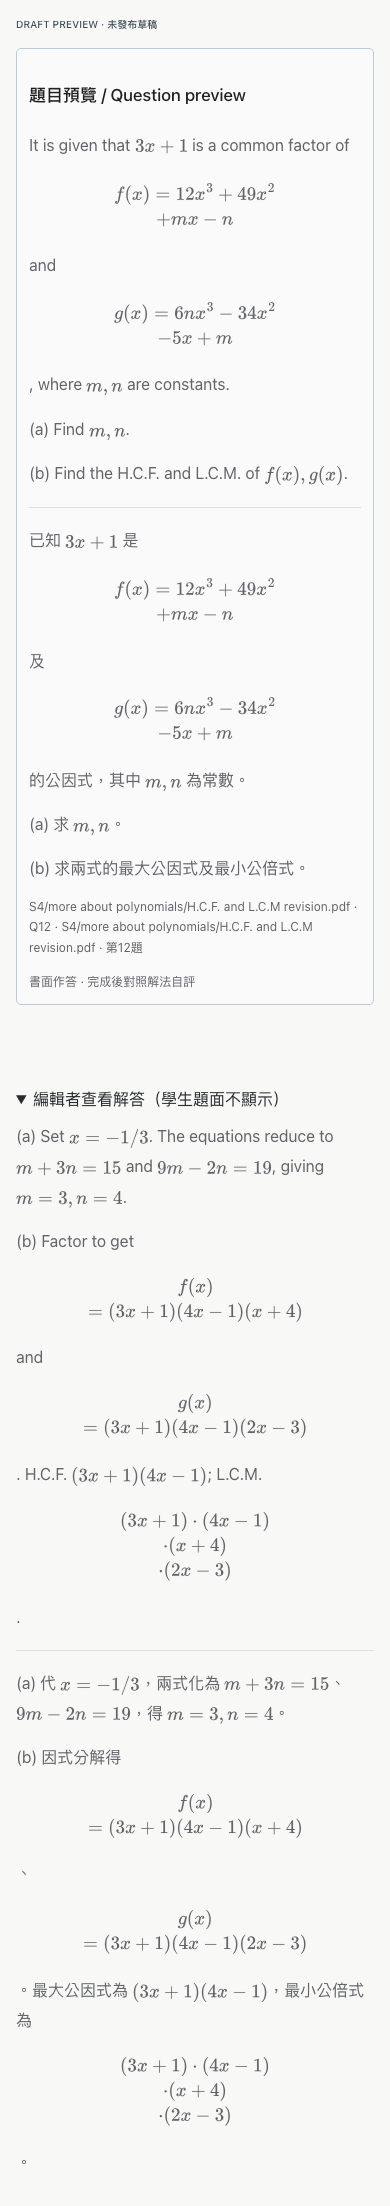 DRAFT PREVIEW · 未發布草稿
題目預覽 / Question preview
It is given that 3x + 1 is a common factor of
f(x) = 12x³ + 49x²
+mx − n
and
g(x) = 6nx³ − 34x²
−5x + m
, where m, n are constants.
(a) Find m, n.
(b) Find the H.C.F. and L.C.M. of f(x), g(x).
已知 3x + 1 是
f(x) = 12x³ + 49x²
+mx − n
及
g(x) = 6nx³ − 34x²
−5x + m
的公因式，其中 m, n 為常數。
(a) 求 m, n。
(b) 求兩式的最大公因式及最小公倍式。
S4/more about polynomials/H.C.F. and L.C.M revision.pdf ·
Q12 · S4/more about polynomials/H.C.F. and L.C.M
revision.pdf · 第12題
書面作答 · 完成後對照解法自評
▼ 編輯者查看解答（學生題面不顯示）
(a) Set x = −1/3. The equations reduce to
m + 3n = 15 and 9m − 2n = 19, giving
m = 3, n = 4.
(b) Factor to get
f(x)
= (3x + 1)(4x − 1)(x + 4)
and
g(x)
= (3x + 1)(4x − 1)(2x − 3)
. H.C.F. (3x + 1)(4x − 1); L.C.M.
(3x + 1) · (4x − 1)
·(x + 4)
·(2x − 3)
.
(a) 代 x = −1/3，兩式化為 m + 3n = 15、
9m − 2n = 19，得 m = 3, n = 4。
(b) 因式分解得
f(x)
= (3x + 1)(4x − 1)(x + 4)
、
g(x)
= (3x + 1)(4x − 1)(2x − 3)
。最大公因式為 (3x + 1)(4x − 1)，最小公倍式
為
(3x + 1) · (4x − 1)
·(x + 4)
·(2x − 3)
。